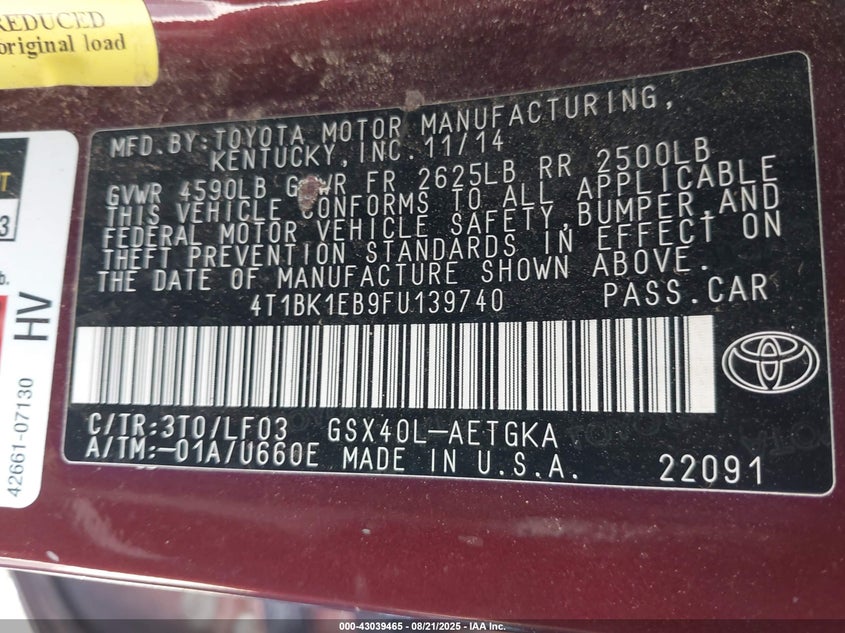 REDUCED
original load
T
3
b.
HV
42661-07130
MFD.BY:TOYOTA MOTOR MANUFACTURING,
KENTUCKY, INC. 11/14
GVWR 4590LB G WR FR 2625LB RR 2500LB
THIS VEHICLE CONFORMS TO ALL APPLICABLE
FEDERAL MOTOR VEHICLE SAFETY,BUMPER,AND
THEFT PREVENTION STANDARDS IN EFFECT ON
THE DATE OF MANUFACTURE SHOWN ABOVE.
4T1BK1EB9FU139740 PASS.CAR
C/TR:3T0/LF03 GSX40L-AETGKA
A/TM:-01A/U660E MADE IN U.S.A. 22091
000-43039465 - 08/21/2025 - IAA Inc.